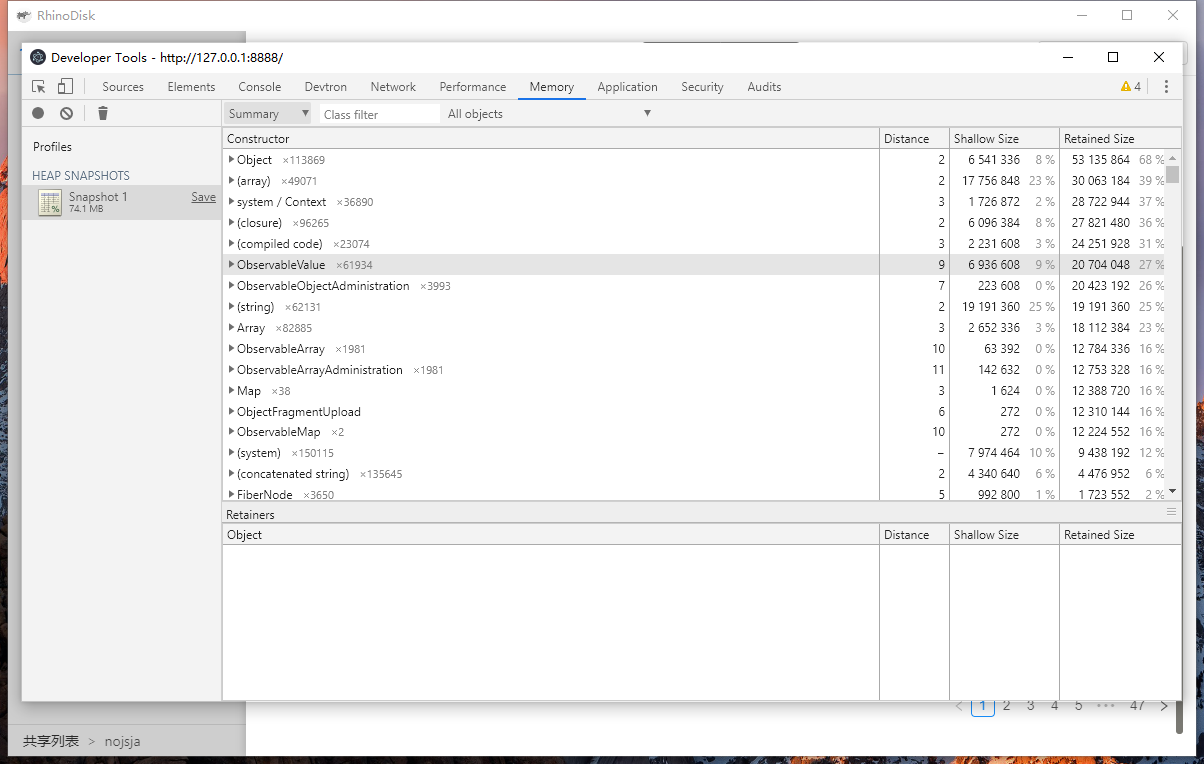 RhinoDisk
Developer Tools - http://127.0.0.1:8888/
Sources Elements Console Devtron Network Performance Memory Application Security Audits 4
Summary Class filter All objects
Profiles
HEAP SNAPSHOTS
Snapshot 1 Save
74.1 MB
Constructor Distance Shallow Size Retained Size
Object ×113869 2 6 541 336 8 % 53 135 864 68 %
(array) ×49071 2 17 756 848 23 % 30 063 184 39 %
system / Context ×36890 3 1 726 872 2 % 28 722 944 37 %
(closure) ×96265 2 6 096 384 8 % 27 821 480 36 %
(compiled code) ×23074 3 2 231 608 3 % 24 251 928 31 %
ObservableValue ×61934 9 6 936 608 9 % 20 704 048 27 %
ObservableObjectAdministration ×3993 7 223 608 0 % 20 423 192 26 %
(string) ×62131 2 19 191 360 25 % 19 191 360 25 %
Array ×82885 3 2 652 336 3 % 18 112 384 23 %
ObservableArray ×1981 10 63 392 0 % 12 784 336 16 %
ObservableArrayAdministration ×1981 11 142 632 0 % 12 753 328 16 %
Map ×38 3 1 624 0 % 12 388 720 16 %
ObjectFragmentUpload 6 272 0 % 12 310 144 16 %
ObservableMap ×2 10 272 0 % 12 224 552 16 %
(system) ×150115 – 7 974 464 10 % 9 438 192 12 %
(concatenated string) ×135645 2 4 340 640 6 % 4 476 952 6 %
FiberNode ×3650 5 992 800 1 % 1 723 552 2 %
Retainers
Object Distance Shallow Size Retained Size
< 1 2 3 4 5 ••• 47 >
共享列表 > nojsja